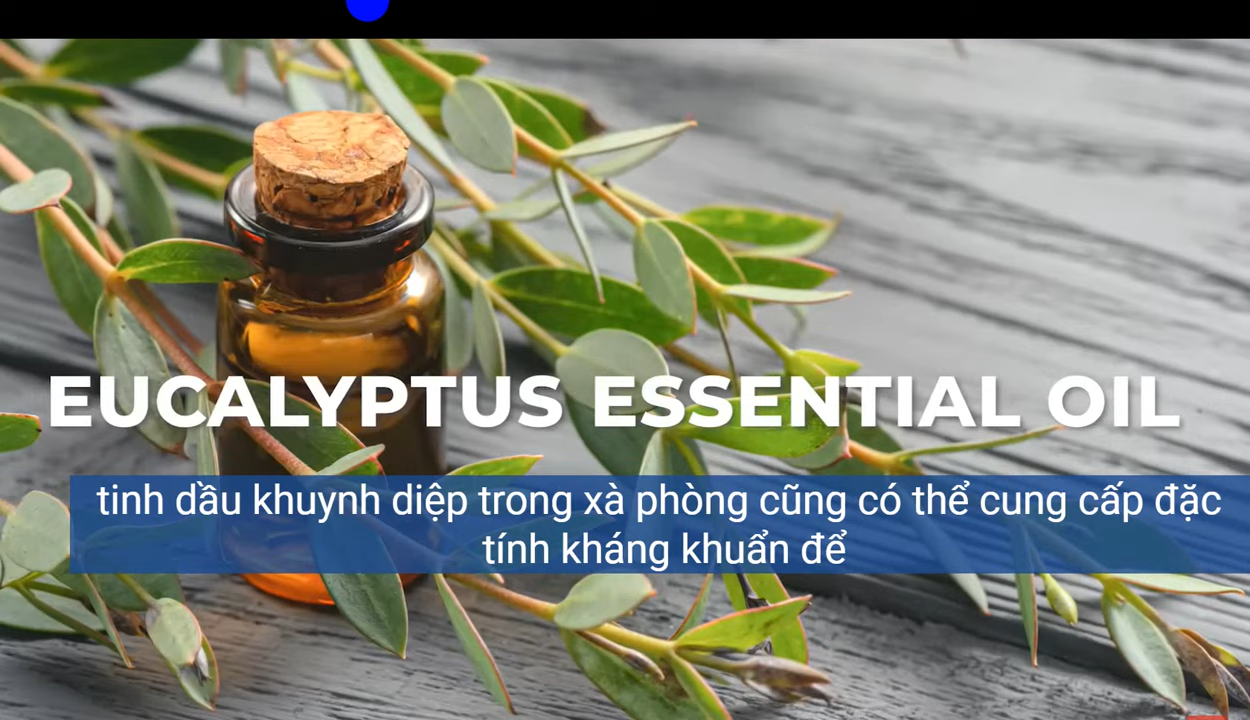 EUCALYPTUS ESSENTIAL OIL
tinh dầu khuynh diệp trong xà phòng cũng có thể cung cấp đặc
tính kháng khuẩn để